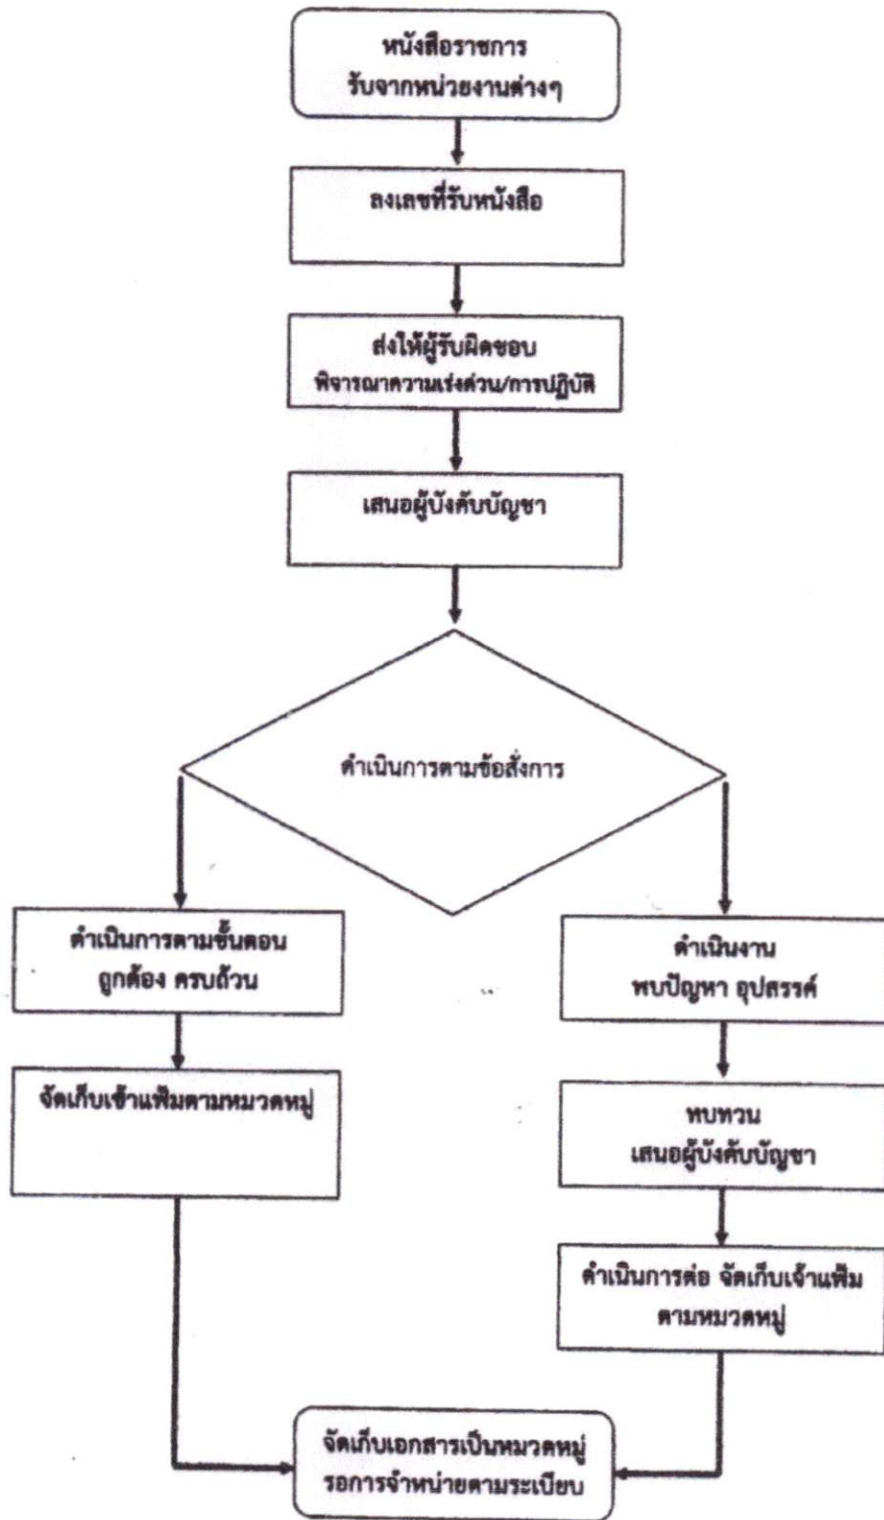 หนังสือราชการ
รับจากหน่วยงานต่างๆ
ลงเลขที่รับหนังสือ
ส่งให้ผู้รับผิดชอบ
พิจารณาความเร่งด่วน/การปฏิบัติ
เสนอผู้บังคับบัญชา
ดำเนินการตามข้อสั่งการ
ดำเนินการตามขั้นตอน
ถูกต้อง ครบถ้วน
จัดเก็บเข้าแฟ้มตามหมวดหมู่
ดำเนินงาน
พบปัญหา อุปสรรค์
ทบทวน
เสนอผู้บังคับบัญชา
ดำเนินการต่อ จัดเก็บเจ้าแฟ้ม
ตามหมวดหมู่
จัดเก็บเอกสารเป็นหมวดหมู่
รอการจำหน่ายตามระเบียบ